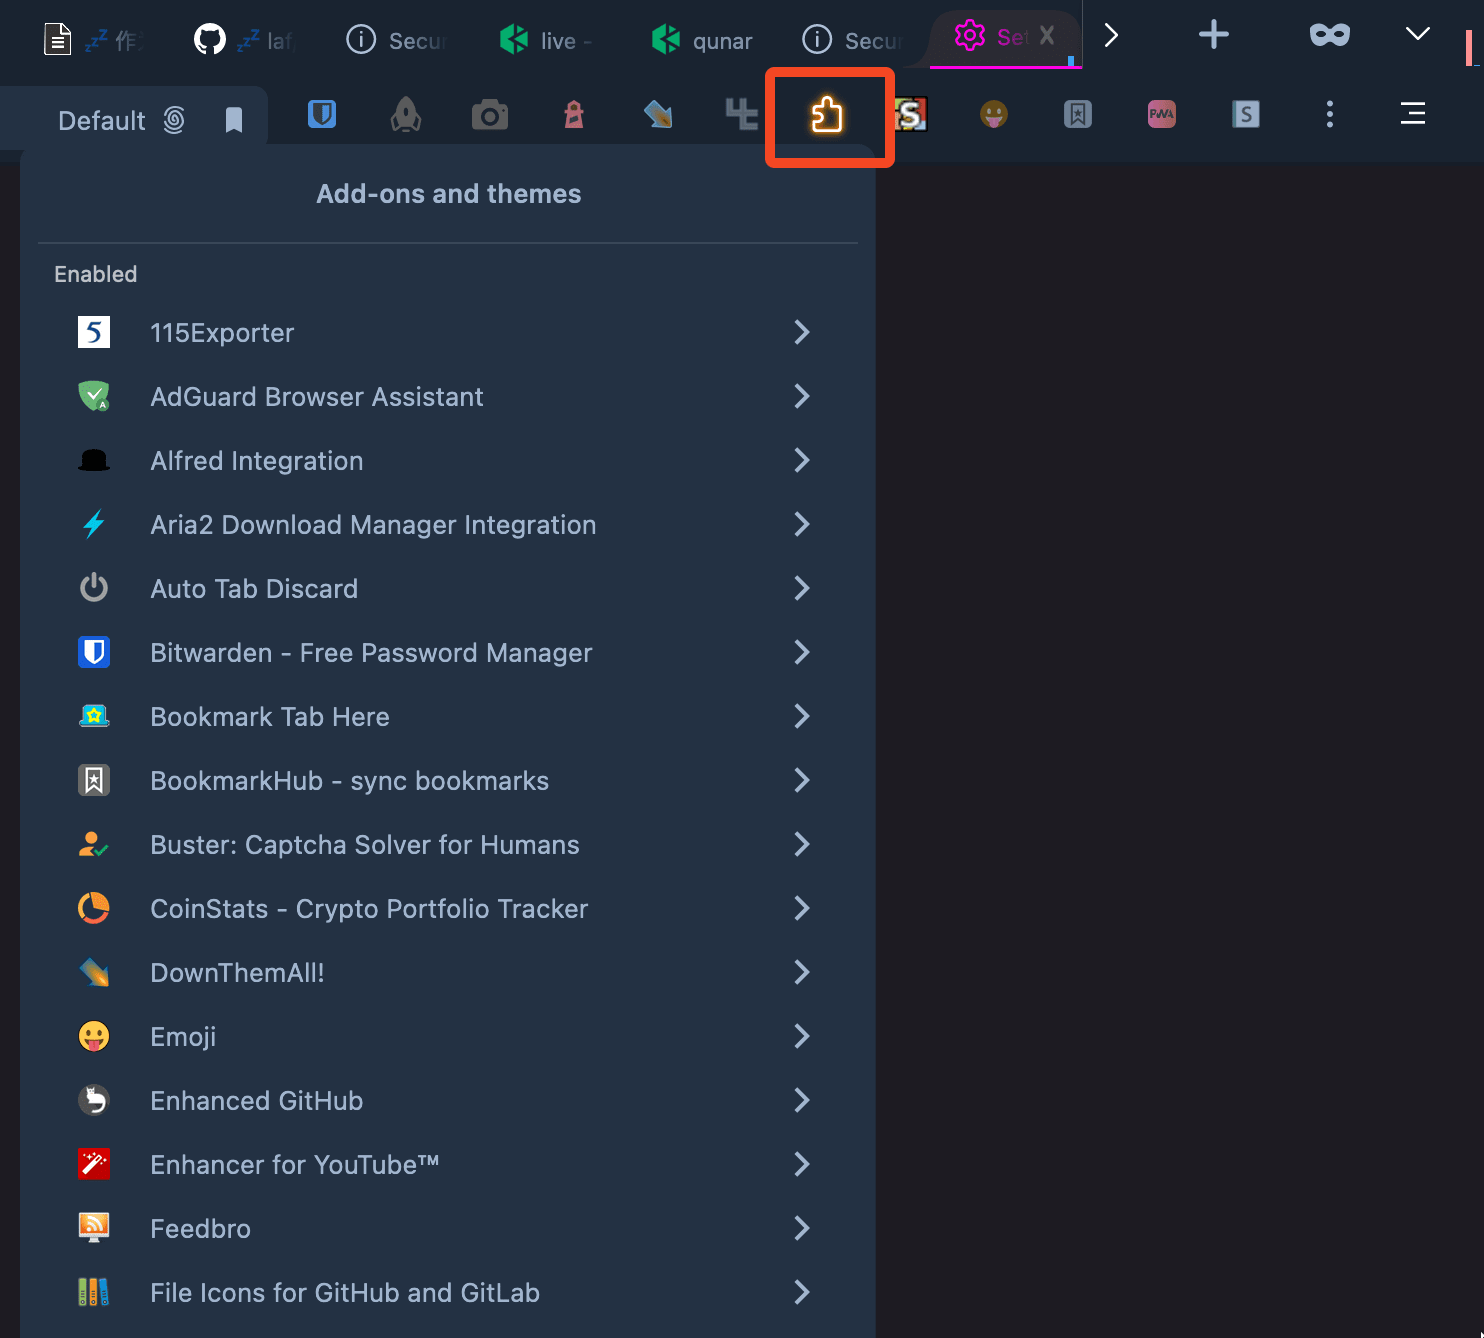 作
laf
Secur
live -
qunar
Secur
Set
Default
S
PWA
S
Add-ons and themes
Enabled
5 115Exporter
AdGuard Browser Assistant
Alfred Integration
Aria2 Download Manager Integration
Auto Tab Discard
Bitwarden - Free Password Manager
Bookmark Tab Here
BookmarkHub - sync bookmarks
Buster: Captcha Solver for Humans
CoinStats - Crypto Portfolio Tracker
DownThemAll!
Emoji
Enhanced GitHub
Enhancer for YouTube™
Feedbro
File Icons for GitHub and GitLab